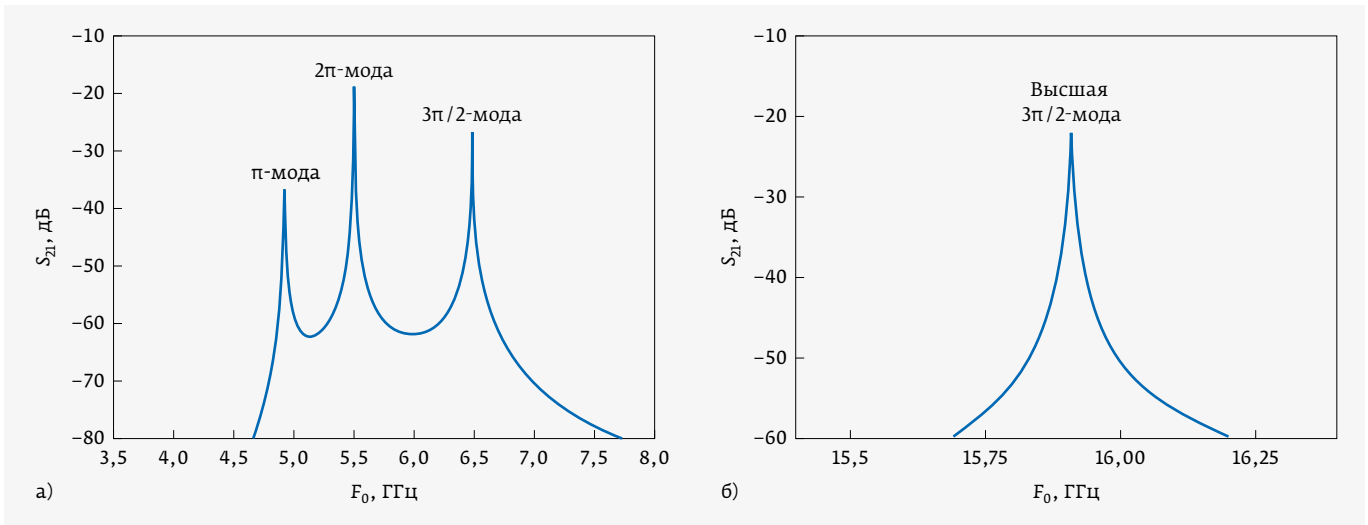 −10
−20
−30
−40
−50
−60
−70
−80
S21, дБ
π-мода
2π-мода
3π/2-мода
3,5 4,0 4,5 5,0 5,5 6,0 6,5 7,0 7,5 8,0
а)
F0, ГГц
−10
−20
−30
−40
−50
−60
S21, дБ
Высшая
3π/2-мода
15,5 15,75 16,00 16,25
б)
F0, ГГц